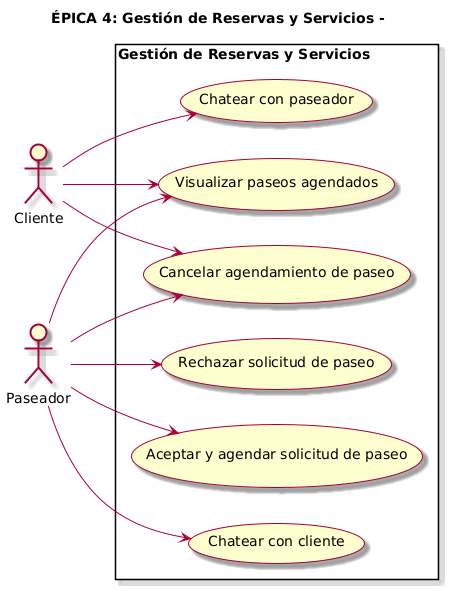 ÉPICA 4: Gestión de Reservas y Servicios -
Gestión de Reservas y Servicios
Chatear con paseador
Cliente
Visualizar paseos agendados
Cancelar agendamiento de paseo
Paseador
Rechazar solicitud de paseo
Aceptar y agendar solicitud de paseo
Chatear con cliente